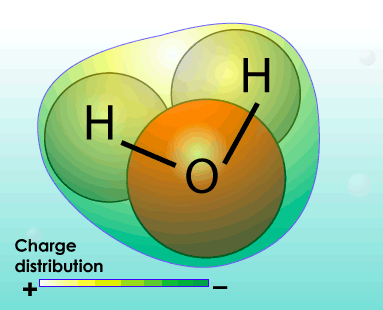 H
H
O
Charge
distribution
+ −